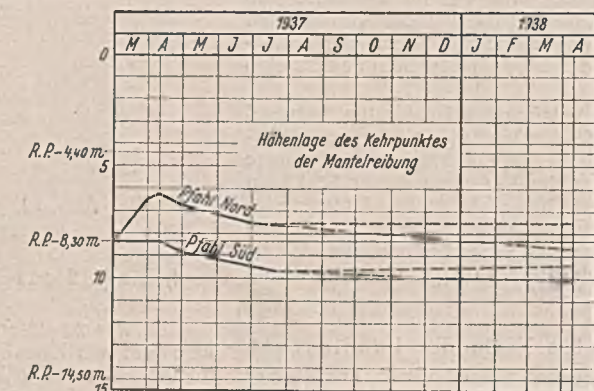 1937 1938
M A M J J A S O N D J F M A
0
Höhenlage des Kehrpunktes
der Mantelreibung
R.P.-4,40 m
5
Pfahl Nord
R.P.-8,30 m
Pfahl Süd
10
R.P.-14,50 m
15